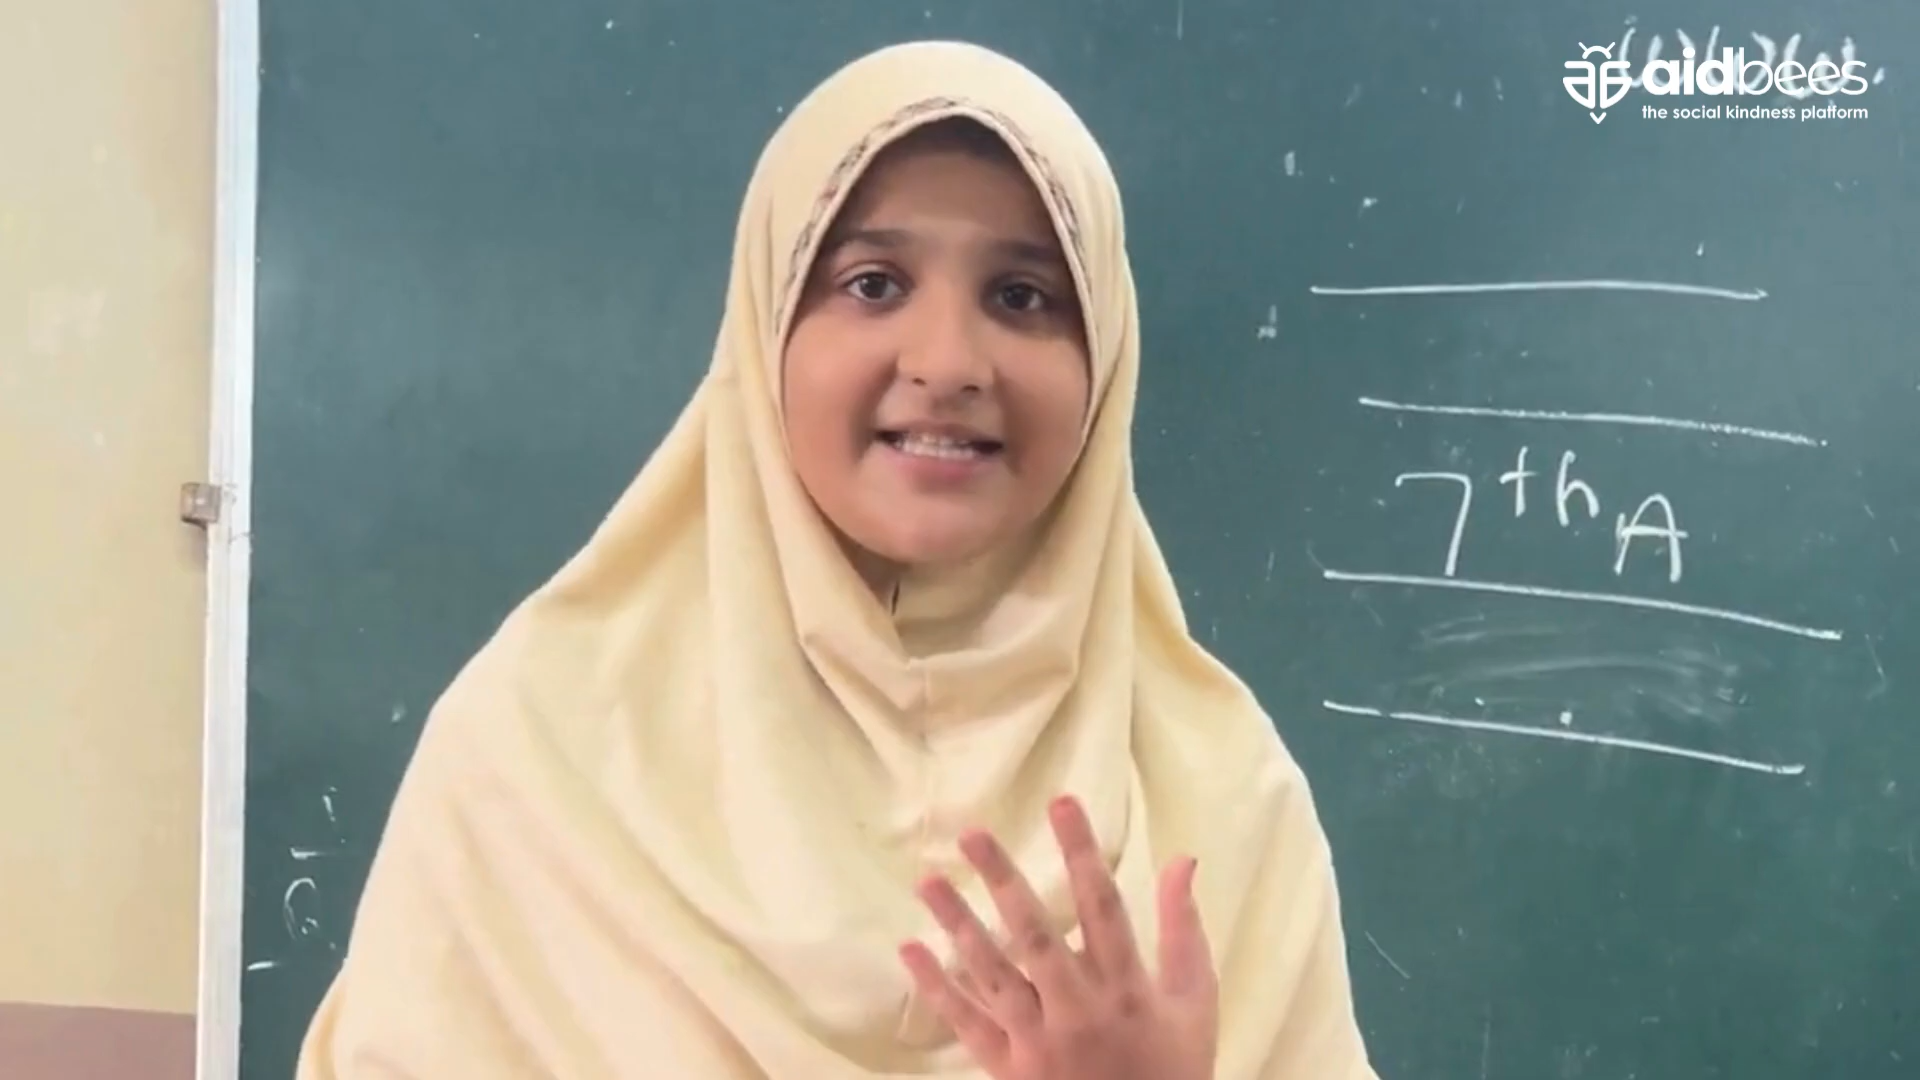 aidbees
the social kindness platform
7th A